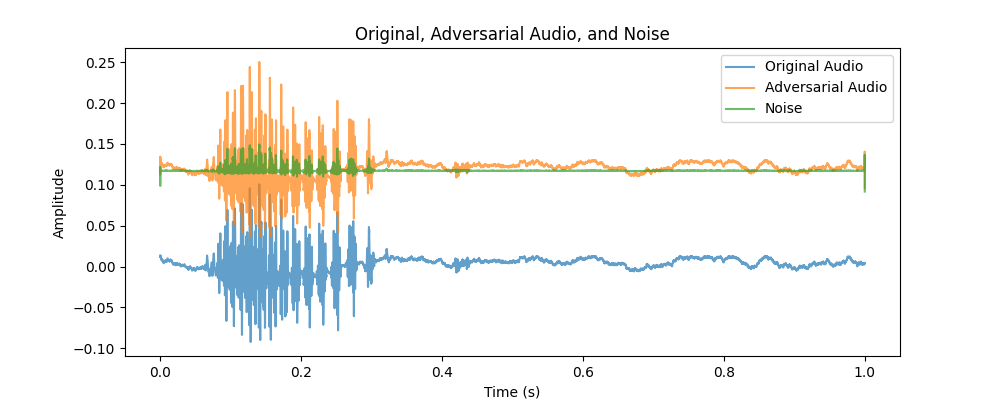 Original, Adversarial Audio, and Noise
Original Audio
Adversarial Audio
Noise
Amplitude
0.25
0.20
0.15
0.10
0.05
0.00
−0.05
−0.10
0.0 0.2 0.4 0.6 0.8 1.0
Time (s)